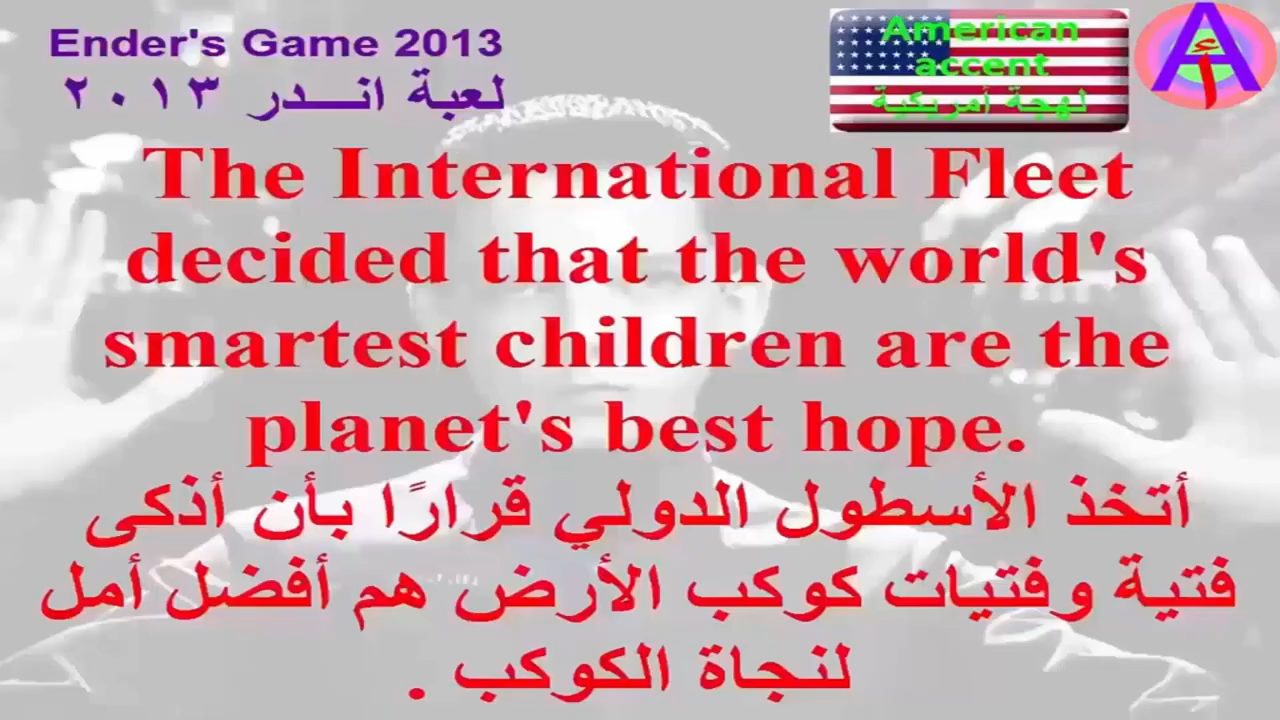 Ender's Game 2013
لعبة اندر ٢٠١٣
American
accent
لهجة أمريكية
A
أ
The International Fleet
decided that the world's
smartest children are the
planet's best hope.
أتخذ الأسطول الدولي قرارًا بأن أذكى
فتية وفتيات كوكب الأرض هم أفضل أمل
لنجاة الكوكب .